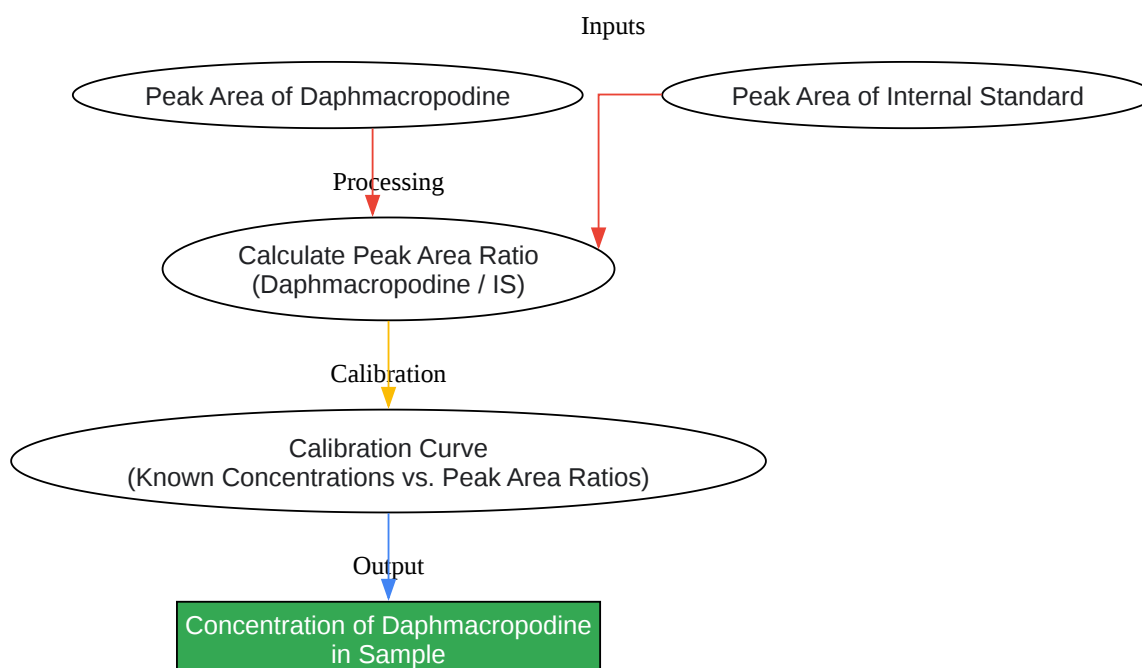 Inputs
Peak Area of Daphmacropodine
Peak Area of Internal Standard
Processing
Calculate Peak Area Ratio
(Daphmacropodine / IS)
Calibration
Calibration Curve
(Known Concentrations vs. Peak Area Ratios)
Output
Concentration of Daphmacropodine
in Sample